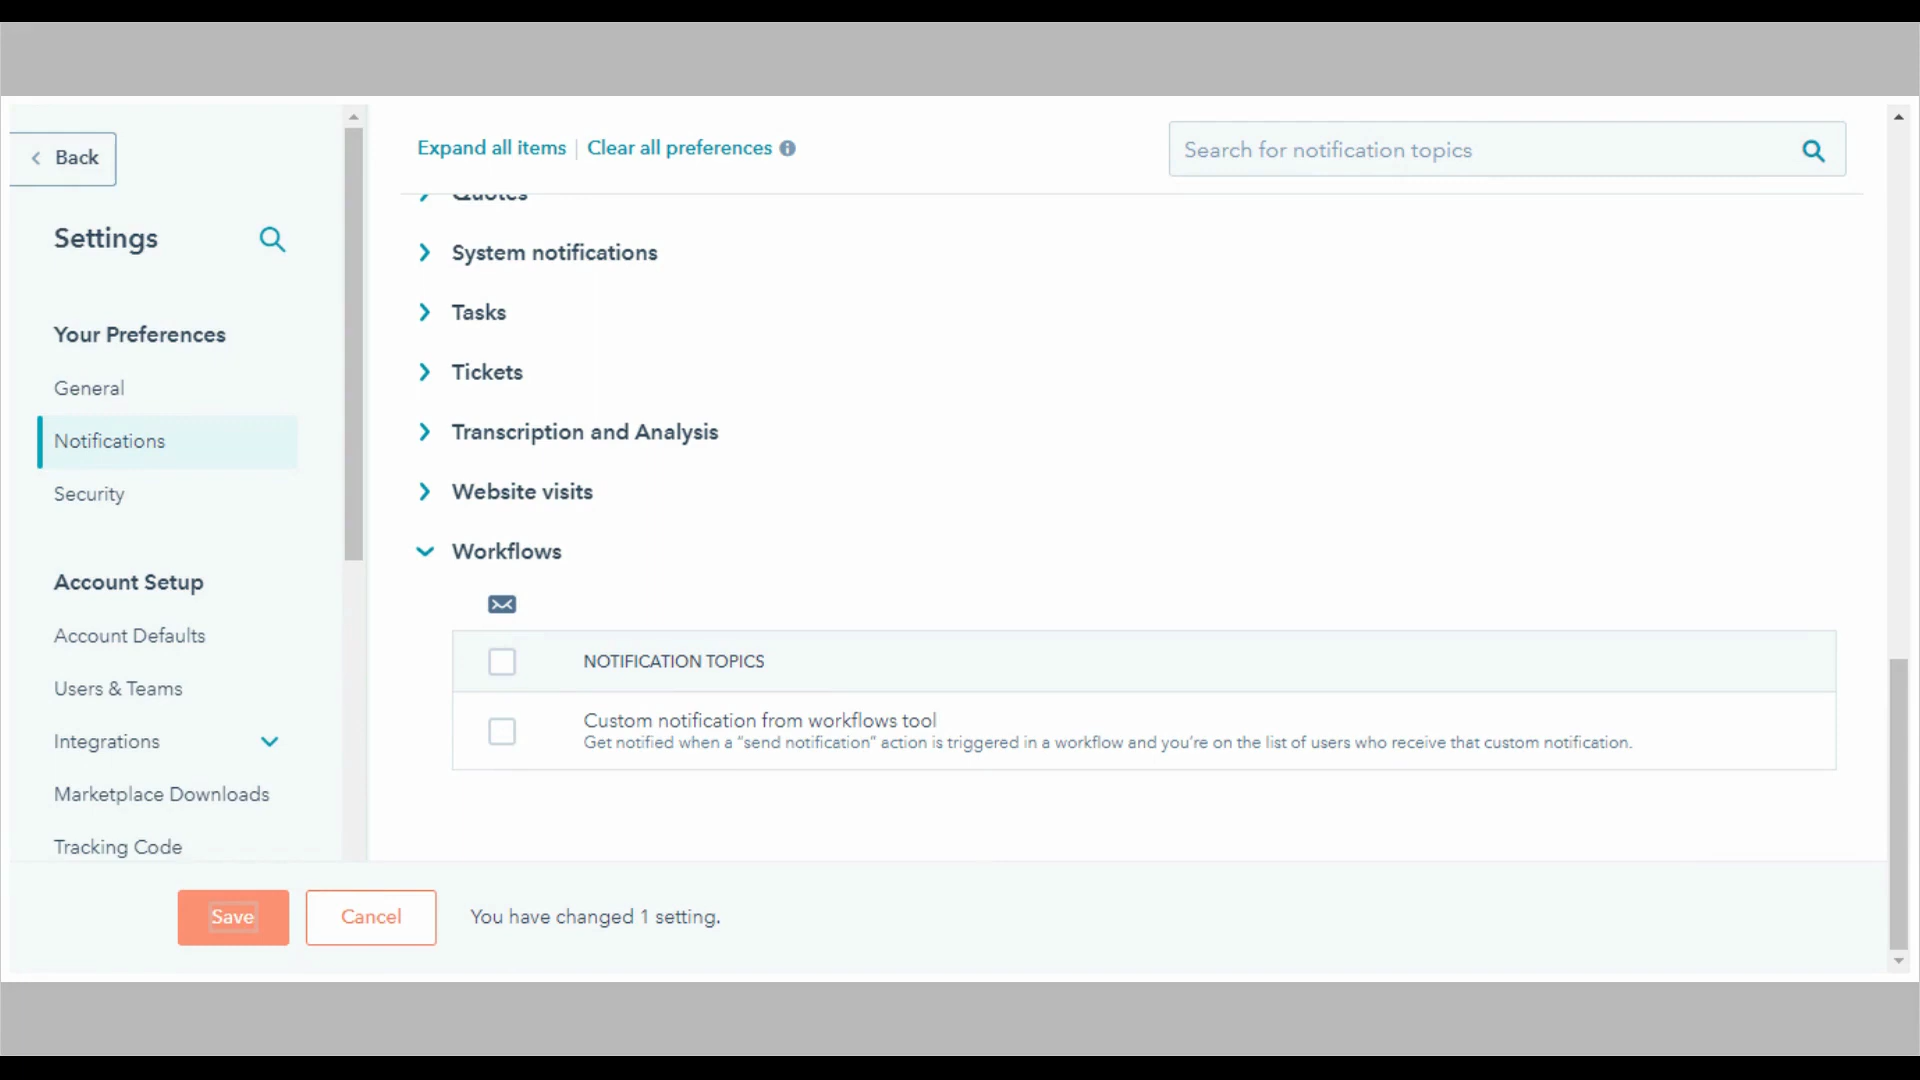 Back
Settings
Your Preferences
General
Notifications
Security
Account Setup
Account Defaults
Users & Teams
Integrations
Marketplace Downloads
Tracking Code
Expand all items | Clear all preferences
Search for notification topics
Quotes
System notifications
Tasks
Tickets
Transcription and Analysis
Website visits
Workflows
NOTIFICATION TOPICS
Custom notification from workflows tool
Get notified when a “send notification” action is triggered in a workflow and you’re on the list of users who receive that custom notification.
Save
Cancel
You have changed 1 setting.